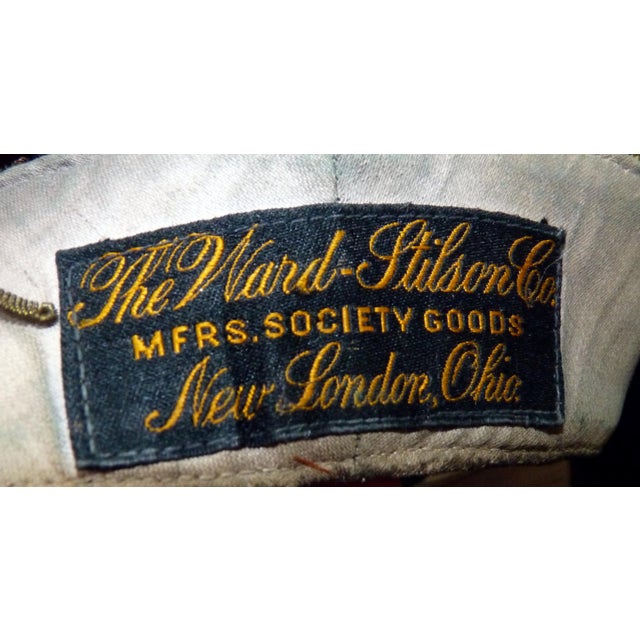 The Ward-Stilson Co.
MFRS. SOCIETY GOODS
New London, Ohio.